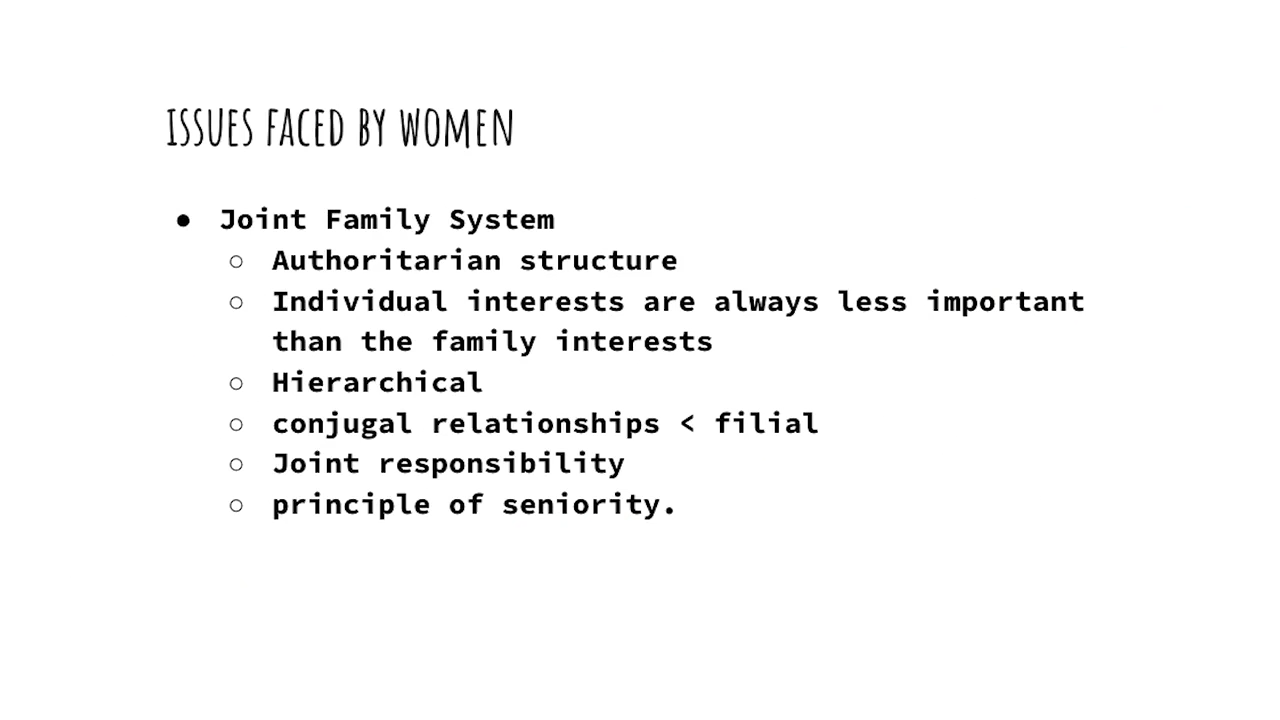 ISSUES FACED BY WOMEN
● Joint Family System
○ Authoritarian structure
○ Individual interests are always less important
than the family interests
○ Hierarchical
○ conjugal relationships < filial
○ Joint responsibility
○ principle of seniority.